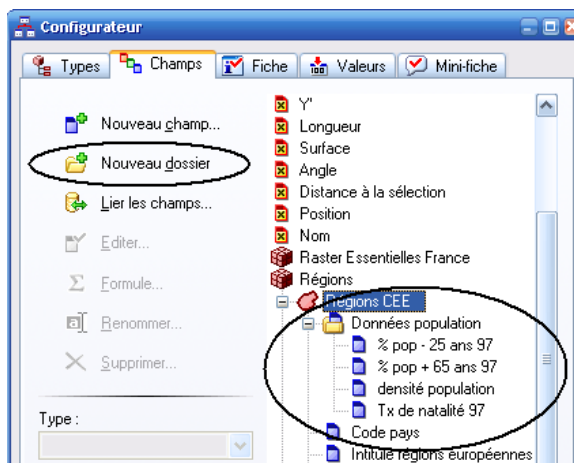 Configurateur
Types
Champs
Fiche
Valeurs
Mini-fiche
Nouveau champ...
Nouveau dossier
Lier les champs...
Editer...
Formule...
Renommer...
Supprimer...
Type :
Y'
Longueur
Surface
Angle
Distance à la sélection
Position
Nom
Raster Essentielles France
Régions
Régions CEE
Données population
% pop - 25 ans 97
% pop + 65 ans 97
densité population
Tx de natalité 97
Code pays
Intitulé régions européennes